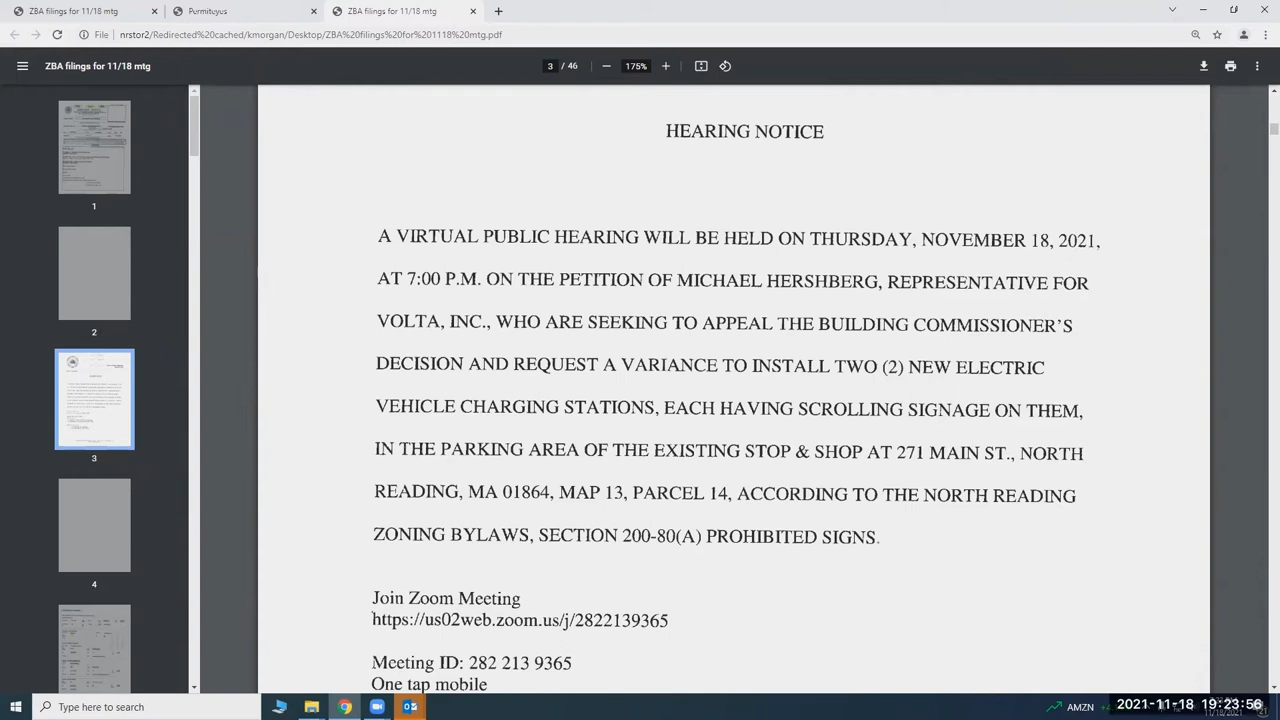 ZBA filings for 11/18 mtg
Permiteyus
ZBA filings for 11/18 mtg
File
nrstor2/Redirected%20cached/kmorgan/Desktop/ZBA%20filings%20for%201118%20mtg.pdf
ZBA filings for 11/18 mtg
3 / 46
175%
1
2
3
4
HEARING NOTICE
A VIRTUAL PUBLIC HEARING WILL BE HELD ON THURSDAY, NOVEMBER 18, 2021,
AT 7:00 P.M. ON THE PETITION OF MICHAEL HERSHBERG, REPRESENTATIVE FOR
VOLTA, INC., WHO ARE SEEKING TO APPEAL THE BUILDING COMMISSIONER'S
DECISION AND REQUEST A VARIANCE TO INSTALL TWO (2) NEW ELECTRIC
VEHICLE CHARGING STATIONS, EACH HAVING SCROLLING SIGNAGE ON THEM,
IN THE PARKING AREA OF THE EXISTING STOP & SHOP AT 271 MAIN ST., NORTH
READING, MA 01864, MAP 13, PARCEL 14, ACCORDING TO THE NORTH READING
ZONING BYLAWS, SECTION 200-80(A) PROHIBITED SIGNS.
Join Zoom Meeting
https://us02web.zoom.us/j/2822139365
Meeting ID: 282 213 9365
One tap mobile
Type here to search
AMZN
2021-11-18 19:23:56